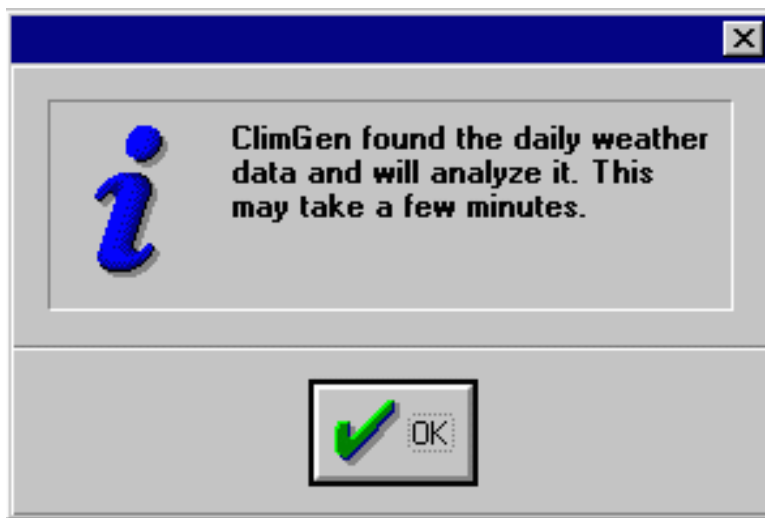 ClimGen found the daily weather
data and will analyze it. This
may take a few minutes.
OK